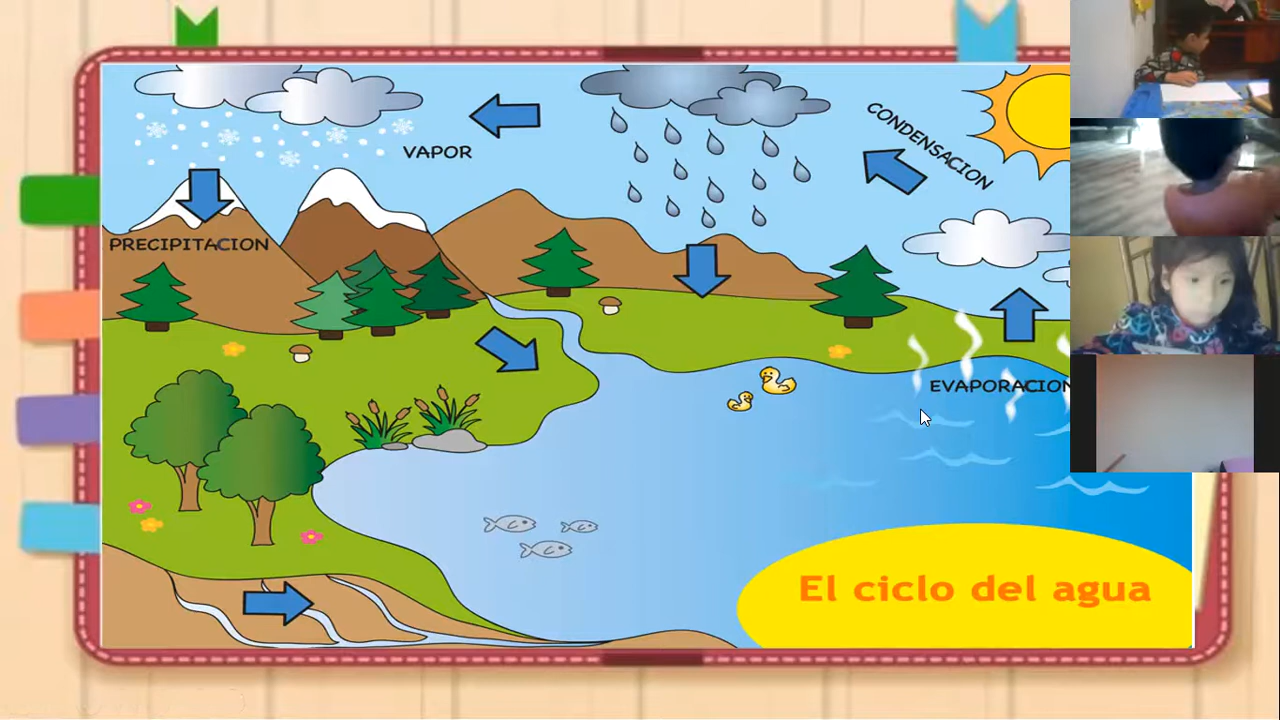 CONDENSACION
VAPOR
PRECIPITACION
EVAPORACION
El ciclo del agua